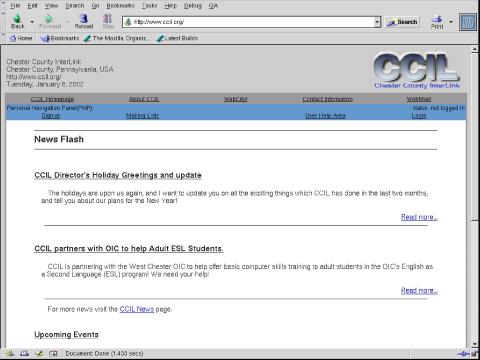 File Edit View Search Go Bookmarks Tasks Help Debug QA
Back Forward Reload Stop http://www.ccil.org/ Search Print
Home Bookmarks The Mozilla Organiz... Latest Builds
Chester County InterLink
Chester County, Pennsylvania, USA
http://www.ccil.org/
Tuesday, January 8, 2002
CCIL
Chester County InterLink
CCIL Homepage About CCIL WebCity! Contact Information WebMail!
Personal Navigation Panel(PNP): status: not logged in
Signup Mailing Lists User Help Area Login
News Flash
CCIL Director's Holiday Greetings and update
The holidays are upon us again, and I want to update you on all the exciting things which CCIL has done in the last two months,
and tell you about our plans for the New Year!
Read more...
CCIL partners with OIC to help Adult ESL Students.
CCIL is partnering with the West Chester OIC to help offer basic computer skills training to adult students in the OIC's English as
a Second Language (ESL) program! We need your help!
Read more...
For more news visit the CCIL News page.
Upcoming Events
Document: Done (1.433 secs)